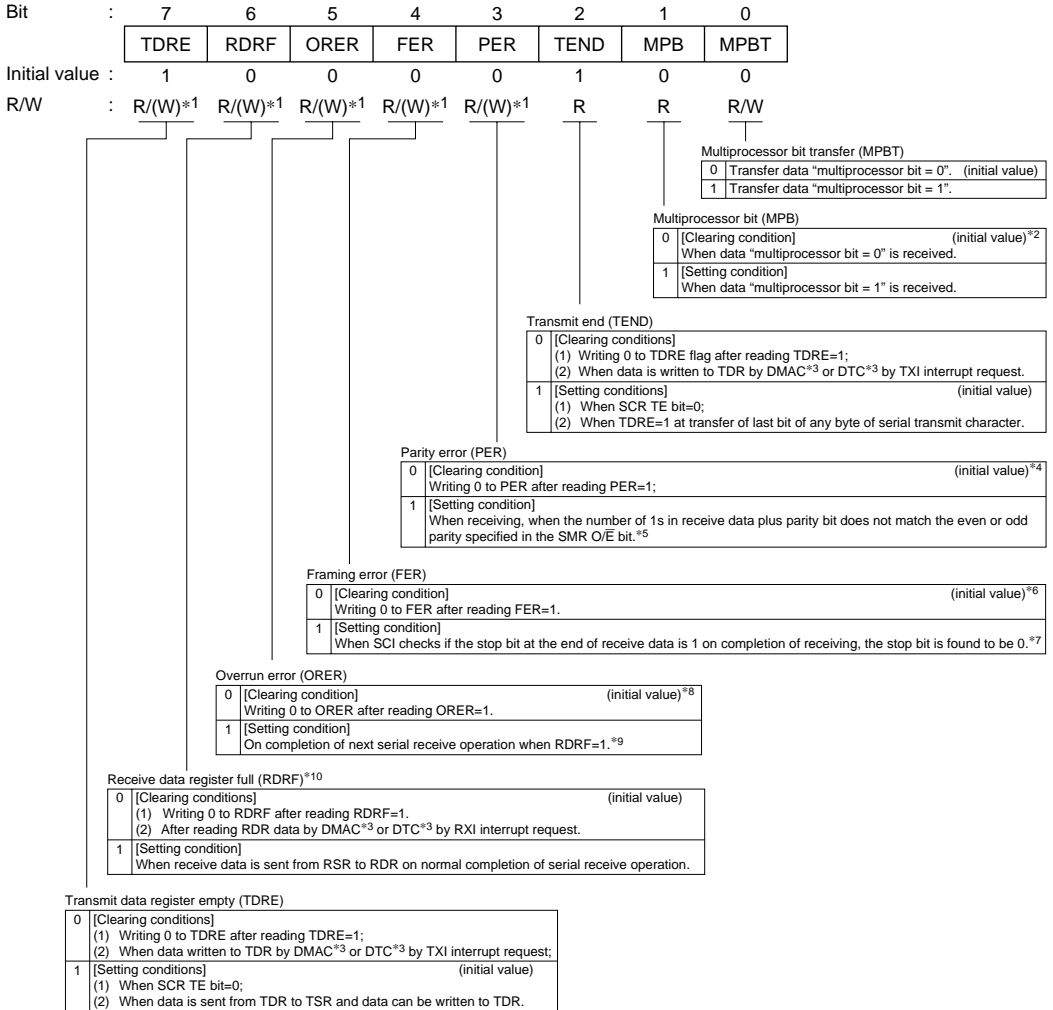 Bit : 7 6 5 4 3 2 1 0
TDRE RDRF ORER FER PER TEND MPB MPBT
Initial value : 1 0 0 0 0 1 0 0
R/W : R/(W)*1 R/(W)*1 R/(W)*1 R/(W)*1 R/(W)*1 R R R/W
Multiprocessor bit transfer (MPBT)
0 Transfer data “multiprocessor bit = 0”. (initial value)
1 Transfer data “multiprocessor bit = 1”.
Multiprocessor bit (MPB)
0 [Clearing condition] (initial value)*2
When data “multiprocessor bit = 0” is received.
1 [Setting condition]
When data “multiprocessor bit = 1” is received.
Transmit end (TEND)
0 [Clearing conditions]
(1) Writing 0 to TDRE flag after reading TDRE=1;
(2) When data is written to TDR by DMAC*3 or DTC*3 by TXI interrupt request.
1 [Setting conditions] (initial value)
(1) When SCR TE bit=0;
(2) When TDRE=1 at transfer of last bit of any byte of serial transmit character.
Parity error (PER)
0 [Clearing condition] (initial value)*4
Writing 0 to PER after reading PER=1;
1 [Setting condition]
When receiving, when the number of 1s in receive data plus parity bit does not match the even or odd
parity specified in the SMR O/E̅ bit.*5
Framing error (FER)
0 [Clearing condition] (initial value)*6
Writing 0 to FER after reading FER=1.
1 [Setting condition]
When SCI checks if the stop bit at the end of receive data is 1 on completion of receiving, the stop bit is found to be 0.*7
Overrun error (ORER)
0 [Clearing condition] (initial value)*8
Writing 0 to ORER after reading ORER=1.
1 [Setting condition]
On completion of next serial receive operation when RDRF=1.*9
Receive data register full (RDRF)*10
0 [Clearing conditions] (initial value)
(1) Writing 0 to RDRF after reading RDRF=1.
(2) After reading RDR data by DMAC*3 or DTC*3 by RXI interrupt request.
1 [Setting condition]
When receive data is sent from RSR to RDR on normal completion of serial receive operation.
Transmit data register empty (TDRE)
0 [Clearing conditions]
(1) Writing 0 to TDRE after reading TDRE=1;
(2) When data written to TDR by DMAC*3 or DTC*3 by TXI interrupt request;
1 [Setting conditions] (initial value)
(1) When SCR TE bit=0;
(2) When data is sent from TDR to TSR and data can be written to TDR.